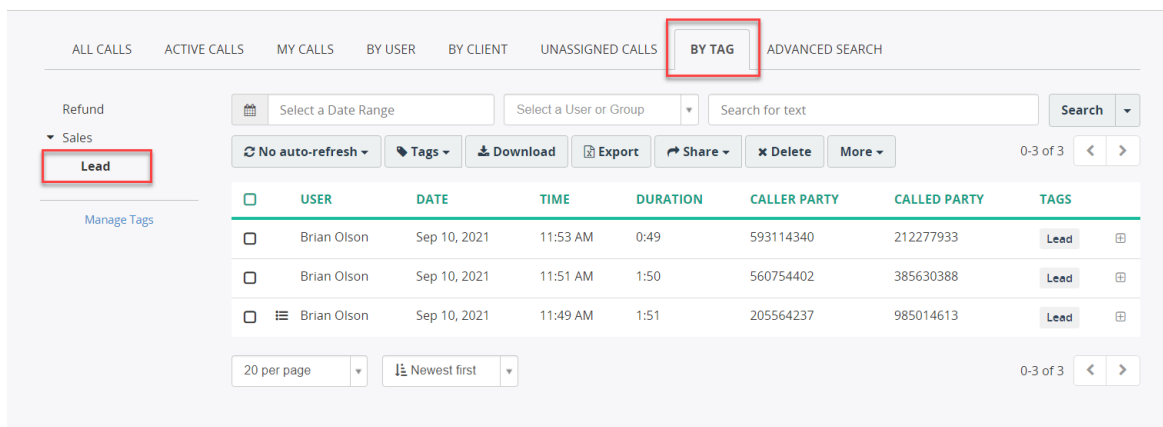 ALL CALLS ACTIVE CALLS MY CALLS BY USER BY CLIENT UNASSIGNED CALLS BY TAG ADVANCED SEARCH
Refund
Sales
Lead
Manage Tags
Select a Date Range Select a User or Group Search for text Search
No auto-refresh Tags Download Export Share Delete More 0-3 of 3
USER DATE TIME DURATION CALLER PARTY CALLED PARTY TAGS
Brian Olson Sep 10, 2021 11:53 AM 0:49 593114340 212277933 Lead
Brian Olson Sep 10, 2021 11:51 AM 1:50 560754402 385630388 Lead
Brian Olson Sep 10, 2021 11:49 AM 1:51 205564237 985014613 Lead
20 per page Newest first 0-3 of 3